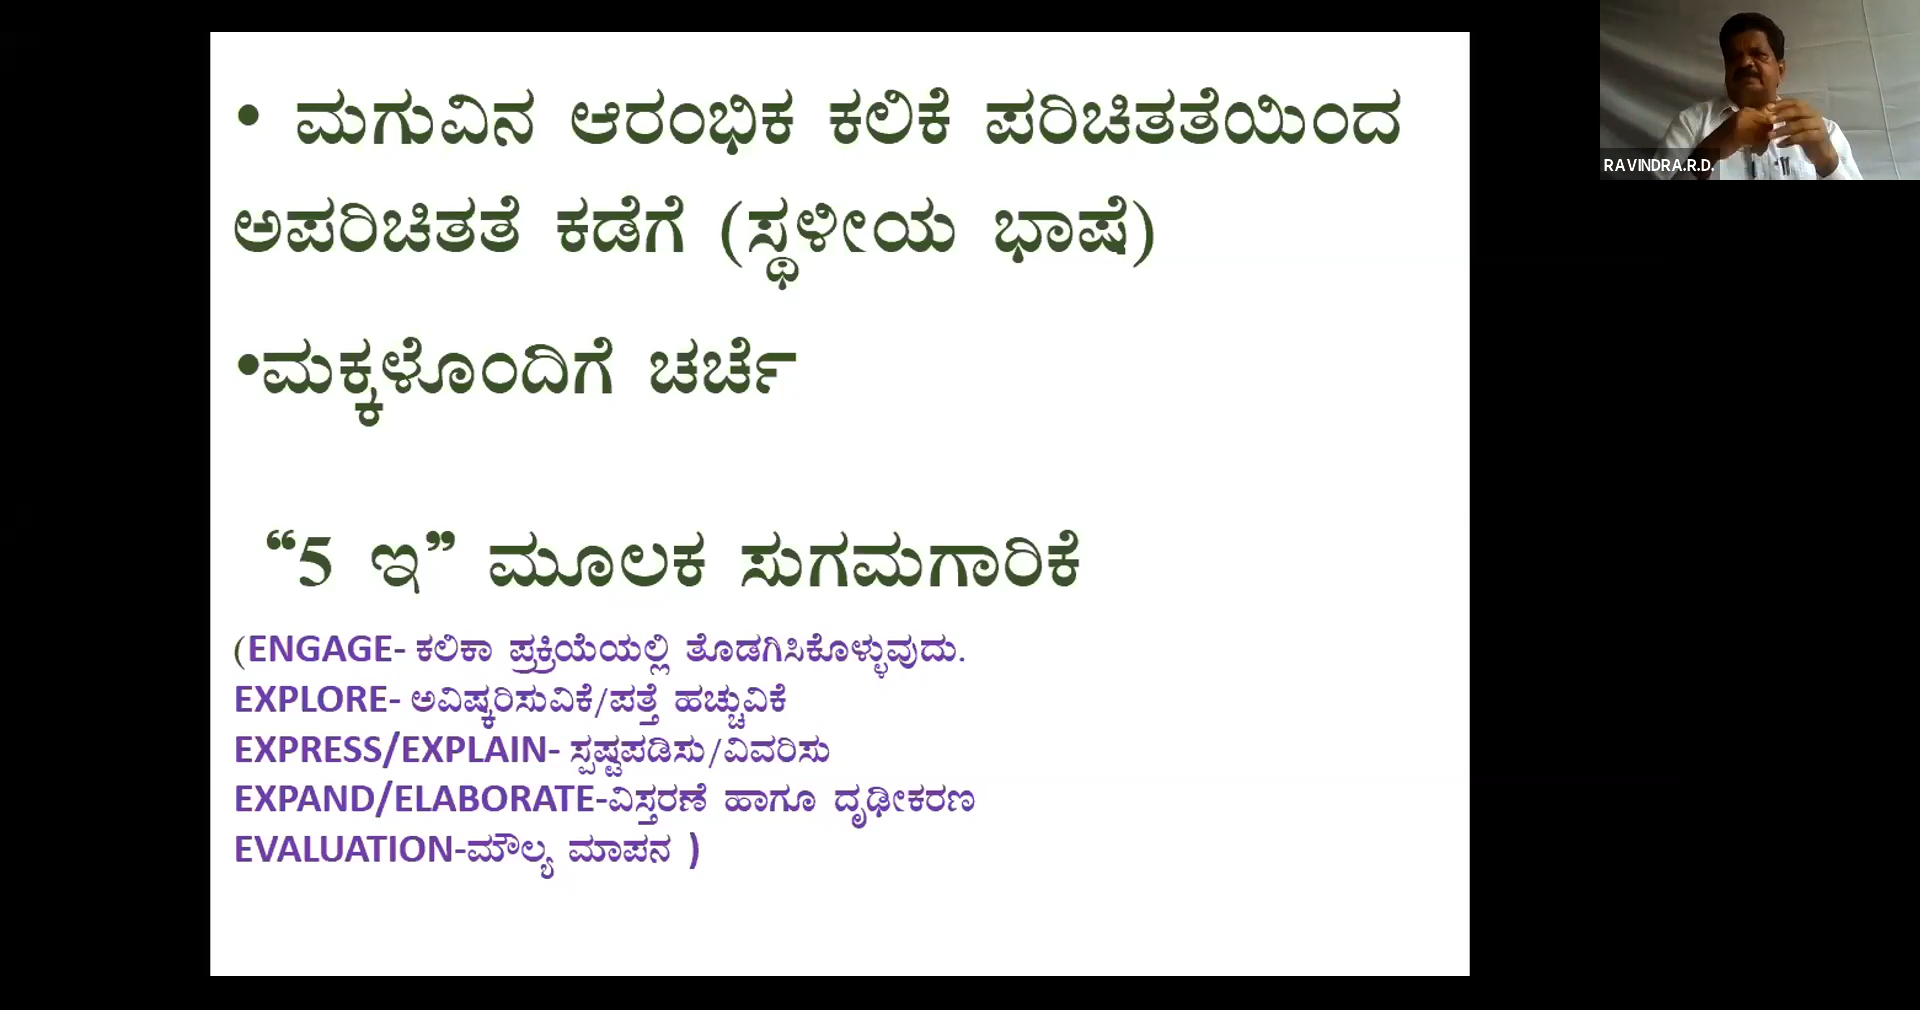 • ಮಗುವಿನ ಆರಂಭಿಕ ಕಲಿಕೆ ಪರಿಚಿತತೆಯಿಂದ
ಅಪರಿಚಿತತೆ ಕಡೆಗೆ (ಸ್ಥಳೀಯ ಭಾಷೆ)
•ಮಕ್ಕಳೊಂದಿಗೆ ಚರ್ಚೆ
“5 ಇ” ಮೂಲಕ ಸುಗಮಗಾರಿಕೆ
(ENGAGE- ಕಲಿಕಾ ಪ್ರಕ್ರಿಯೆಯಲ್ಲಿ ತೊಡಗಿಸಿಕೊಳ್ಳುವುದು.
EXPLORE- ಅವಿಷ್ಕರಿಸುವಿಕೆ/ಪತ್ತೆ ಹಚ್ಚುವಿಕೆ
EXPRESS/EXPLAIN- ಸ್ಪಷ್ಟಪಡಿಸು/ವಿವರಿಸು
EXPAND/ELABORATE-ವಿಸ್ತರಣೆ ಹಾಗೂ ದೃಢೀಕರಣ
EVALUATION-ಮೌಲ್ಯ ಮಾಪನ )
RAVINDRA.R.D.